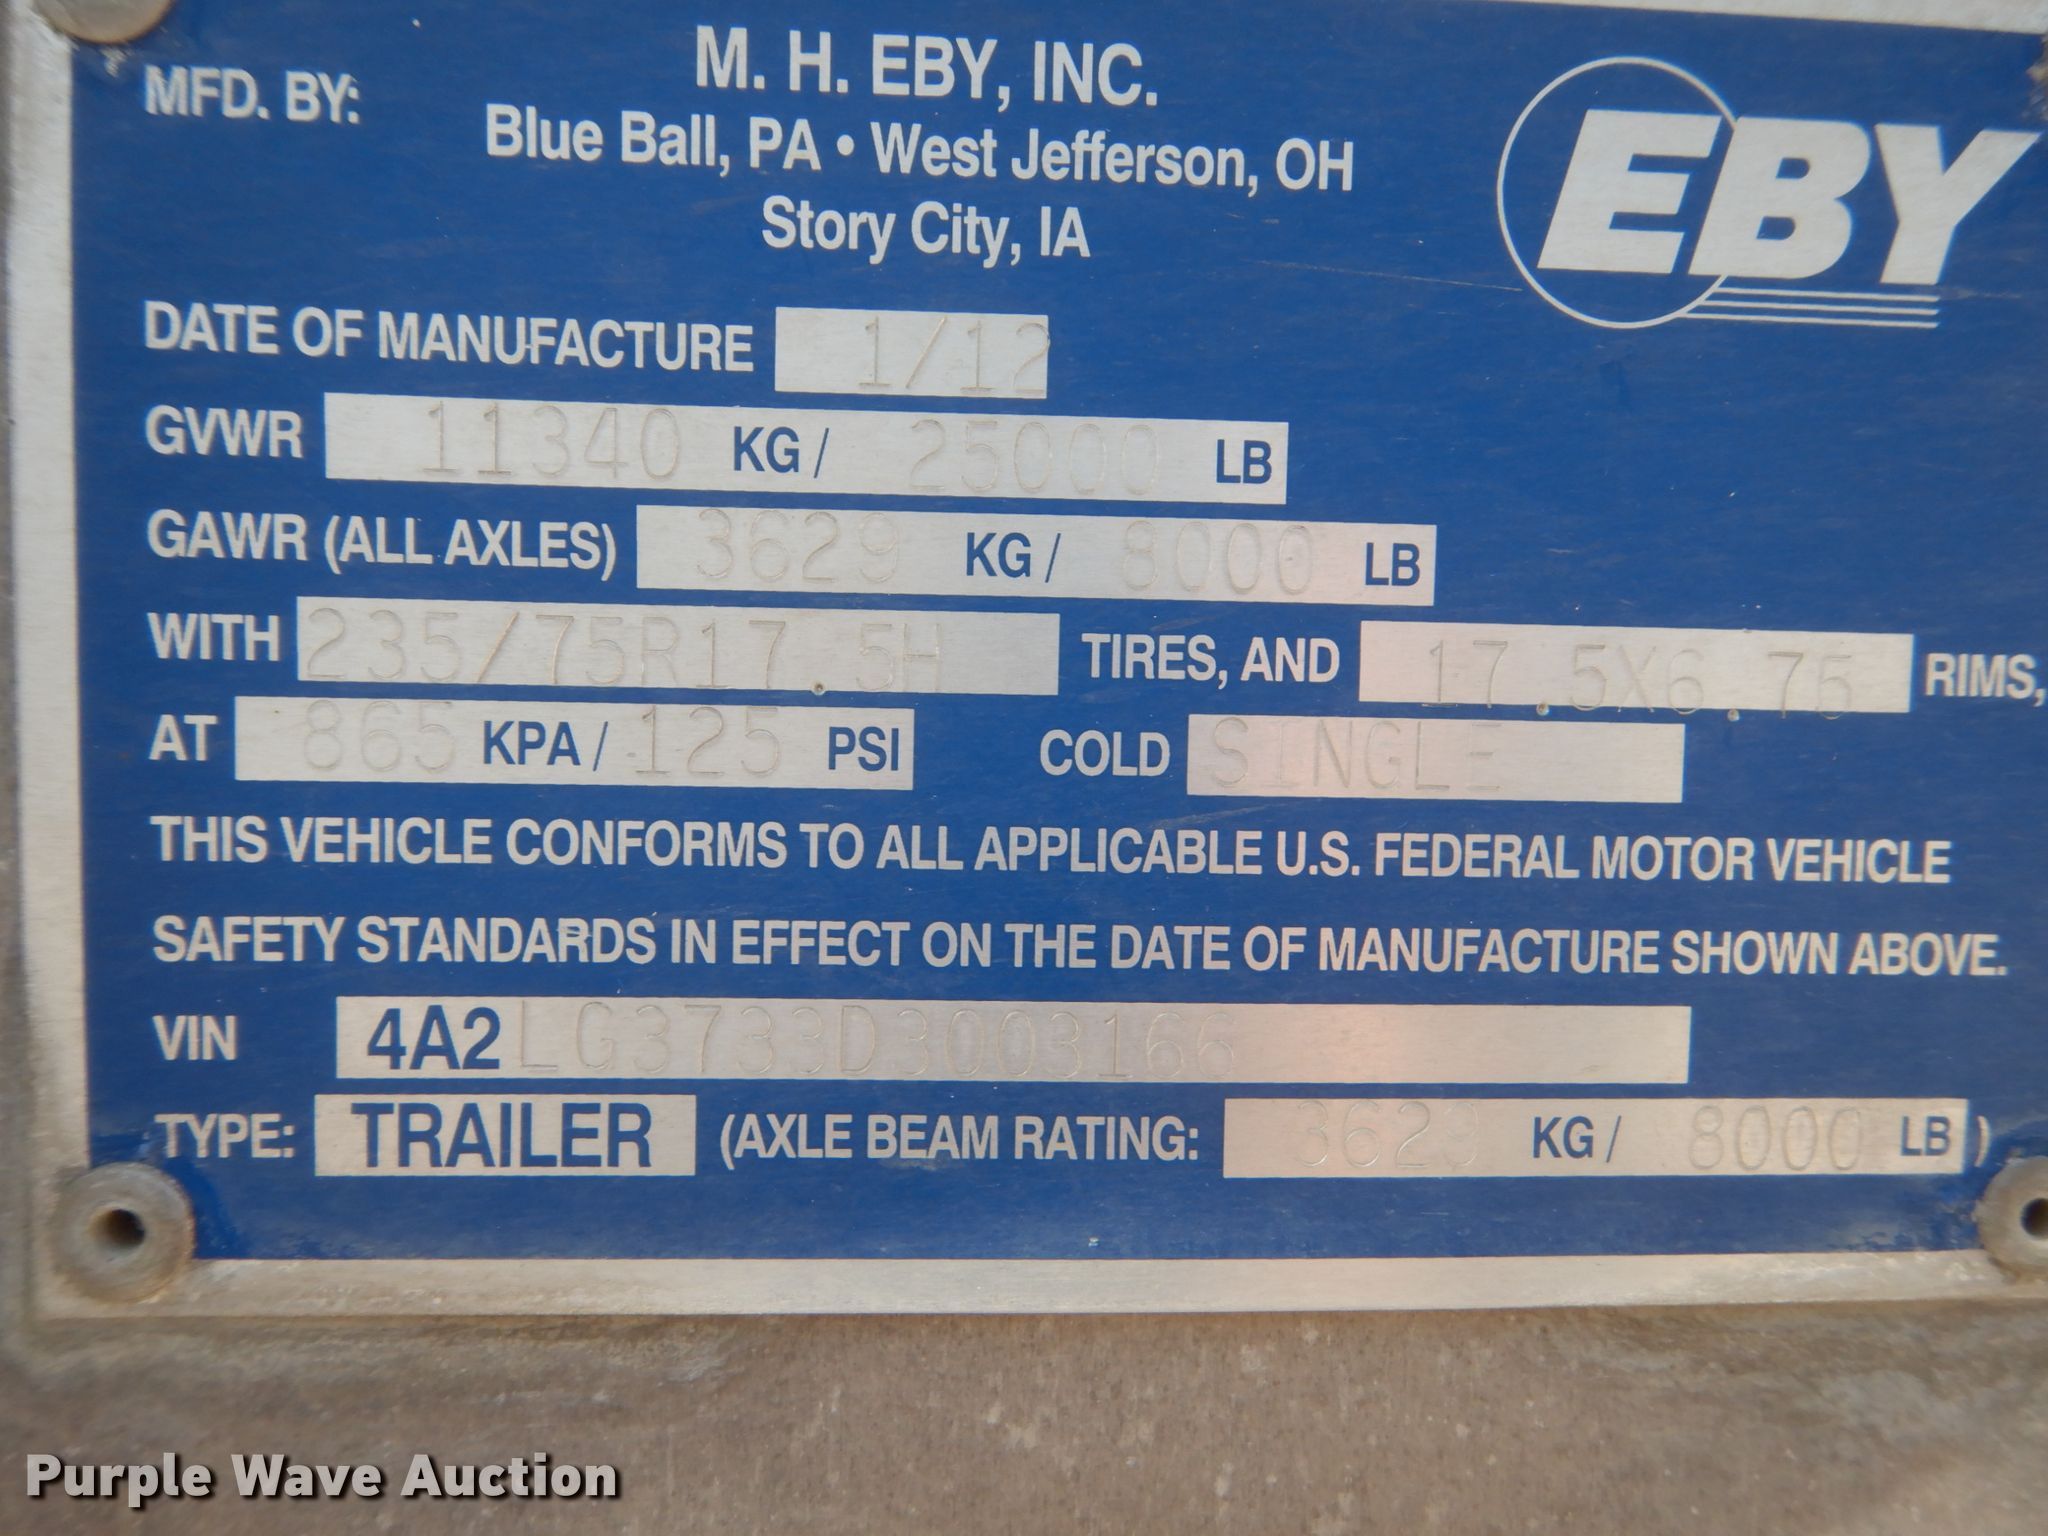 MFD. BY:
M. H. EBY, INC.
Blue Ball, PA • West Jefferson, OH
Story City, IA
EBY
DATE OF MANUFACTURE 1/12
GVWR 11340 KG/ 25000 LB
GAWR (ALL AXLES) 3629 KG/ 8000 LB
WITH 235/75R17.5H TIRES, AND 17.5X6.75 RIMS,
AT 865 KPA/ 125 PSI COLD SINGLE
THIS VEHICLE CONFORMS TO ALL APPLICABLE U.S. FEDERAL MOTOR VEHICLE
SAFETY STANDARDS IN EFFECT ON THE DATE OF MANUFACTURE SHOWN ABOVE.
VIN 4A2LG3733D3003166
TYPE: TRAILER (AXLE BEAM RATING: 3629 KG/ 8000 LB )
Purple Wave Auction